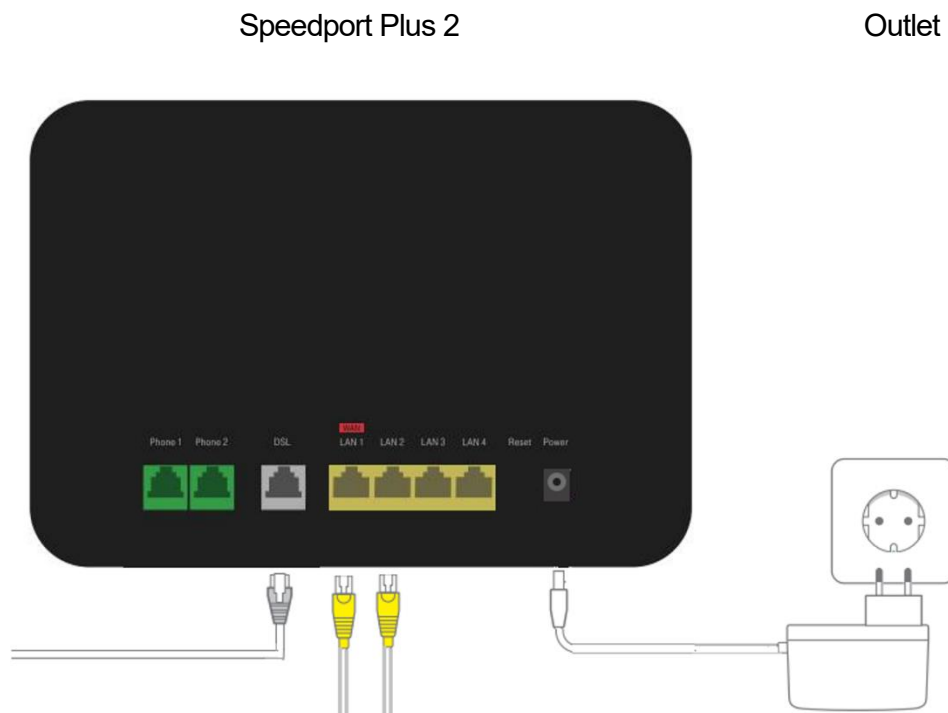 Speedport Plus 2 Outlet
WAN
Phone 1 Phone 2 DSL LAN 1 LAN 2 LAN 3 LAN 4 Reset Power